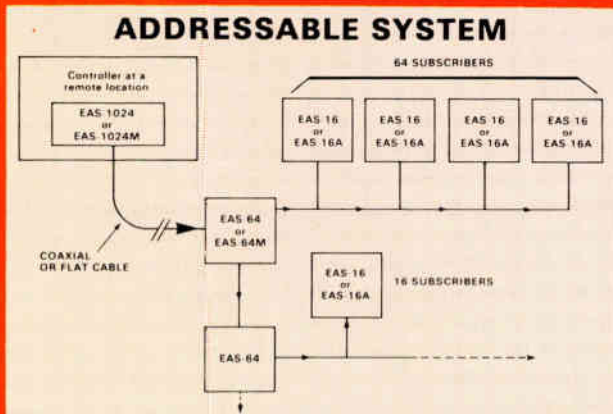 ADDRESSABLE SYSTEM
Controller at a
remote location
EAS-1024
or
EAS-1024M
COAXIAL
OR FLAT CABLE
64 SUBSCRIBERS
EAS 16
or
EAS-16A
EAS 16
or
EAS-16A
EAS 16
or
EAS-16A
EAS 16
or
EAS-16A
EAS 64
or
EAS-64M
EAS-16
or
EAS-16A
16 SUBSCRIBERS
EAS-64